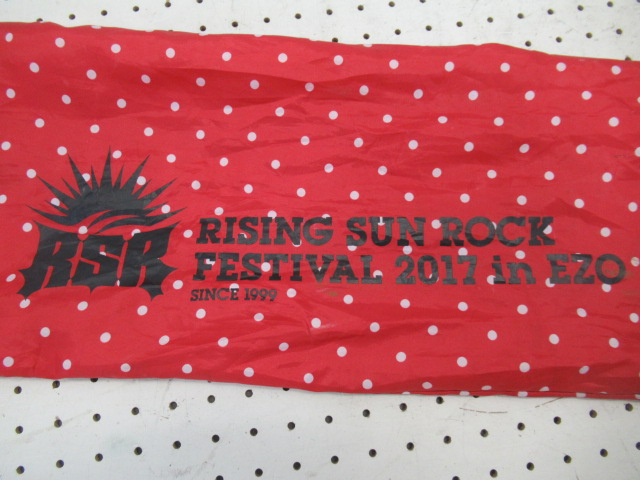 RSR
RISING SUN ROCK
FESTIVAL 2017 in EZO
SINCE 1999